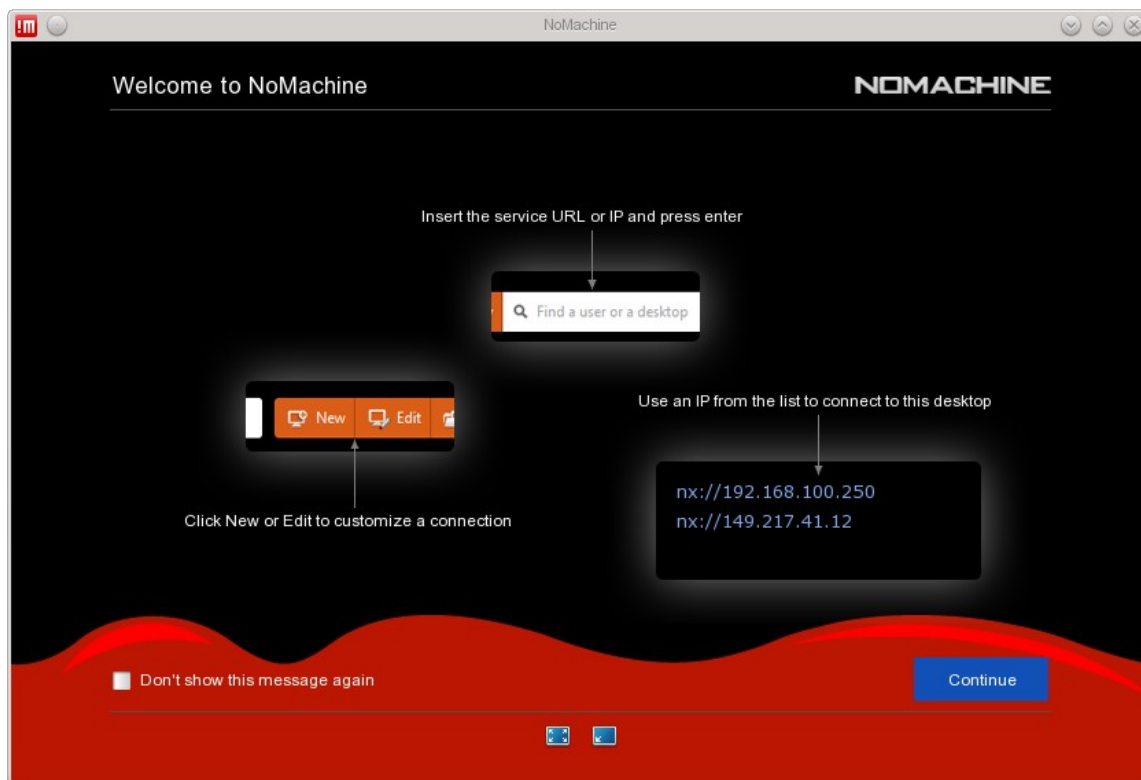 !m
NoMachine
Welcome to NoMachine
NOMACHINE
Insert the service URL or IP and press enter
Find a user or a desktop
New
Edit
Use an IP from the list to connect to this desktop
Click New or Edit to customize a connection
nx://192.168.100.250
nx://149.217.41.12
Don't show this message again
Continue